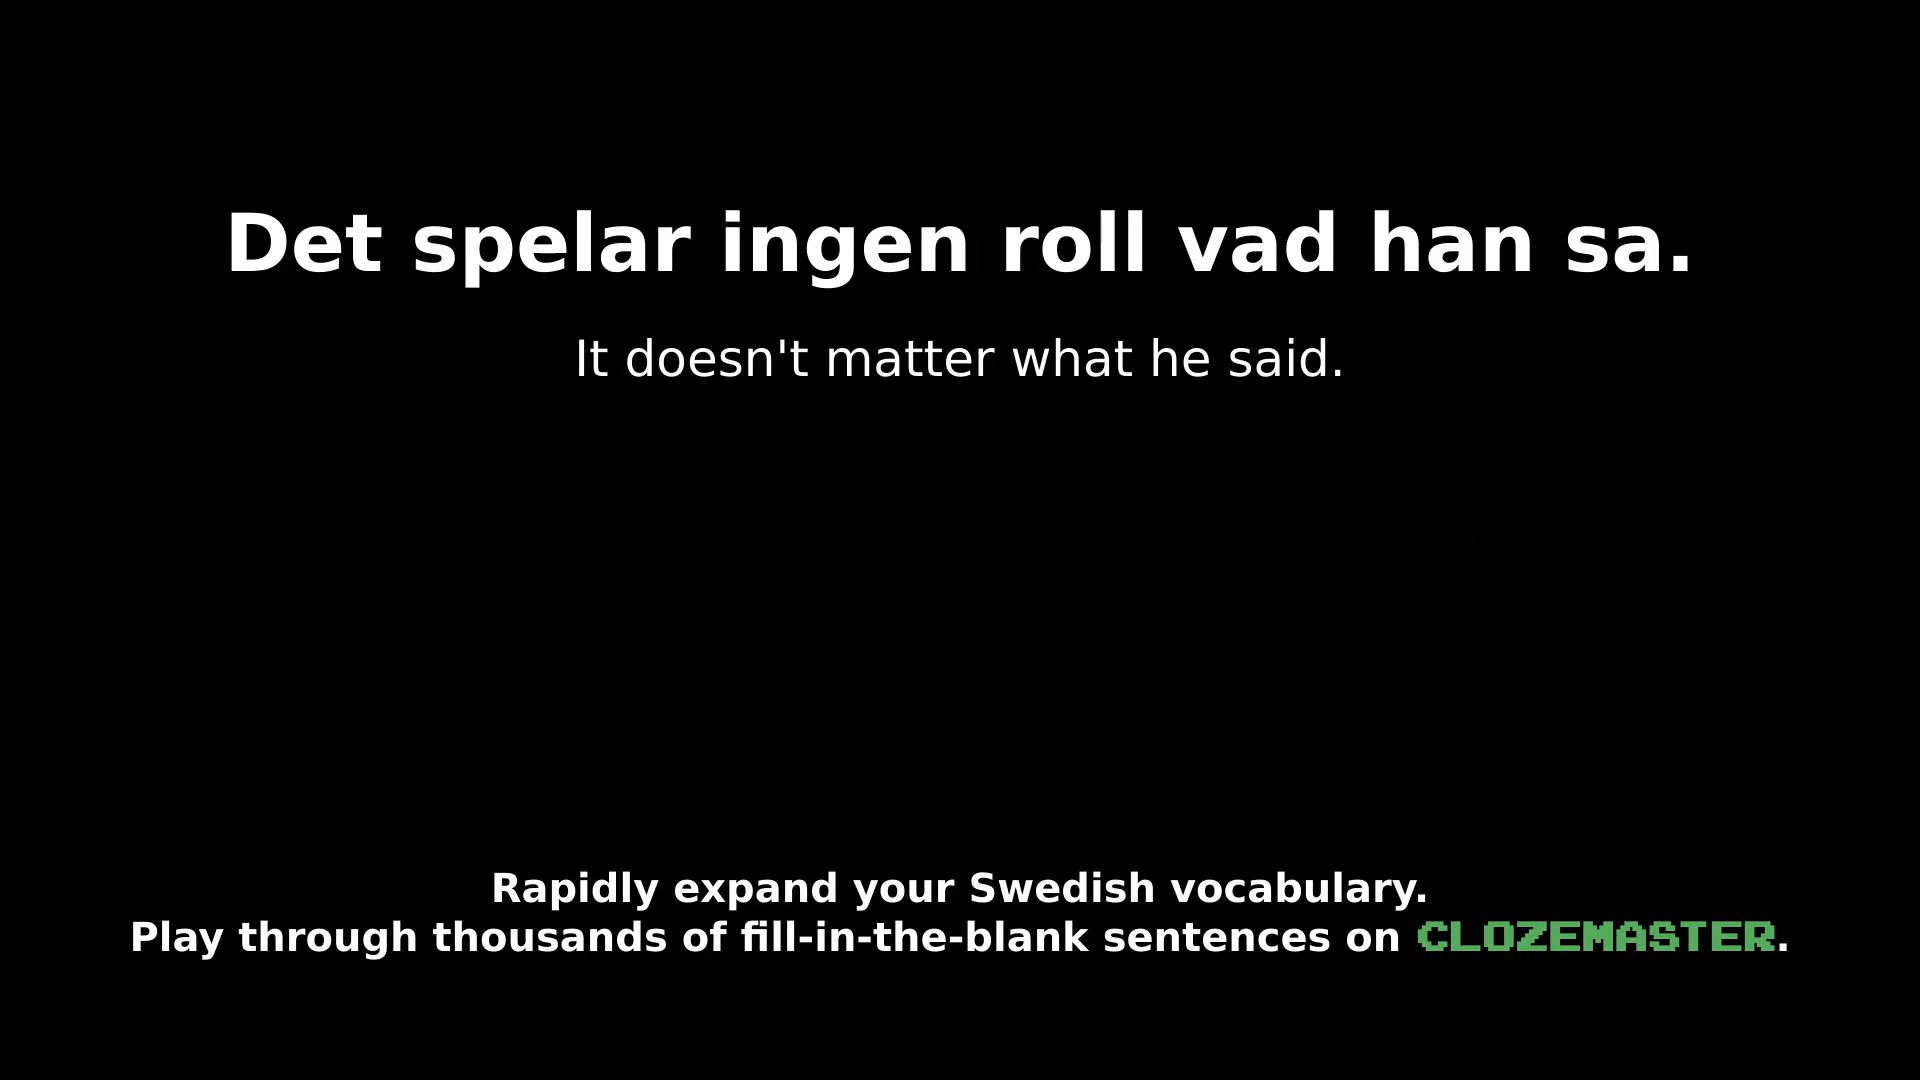 Det spelar ingen roll vad han sa.
It doesn't matter what he said.
Rapidly expand your Swedish vocabulary.
Play through thousands of fill-in-the-blank sentences on CLOZEMASTER.